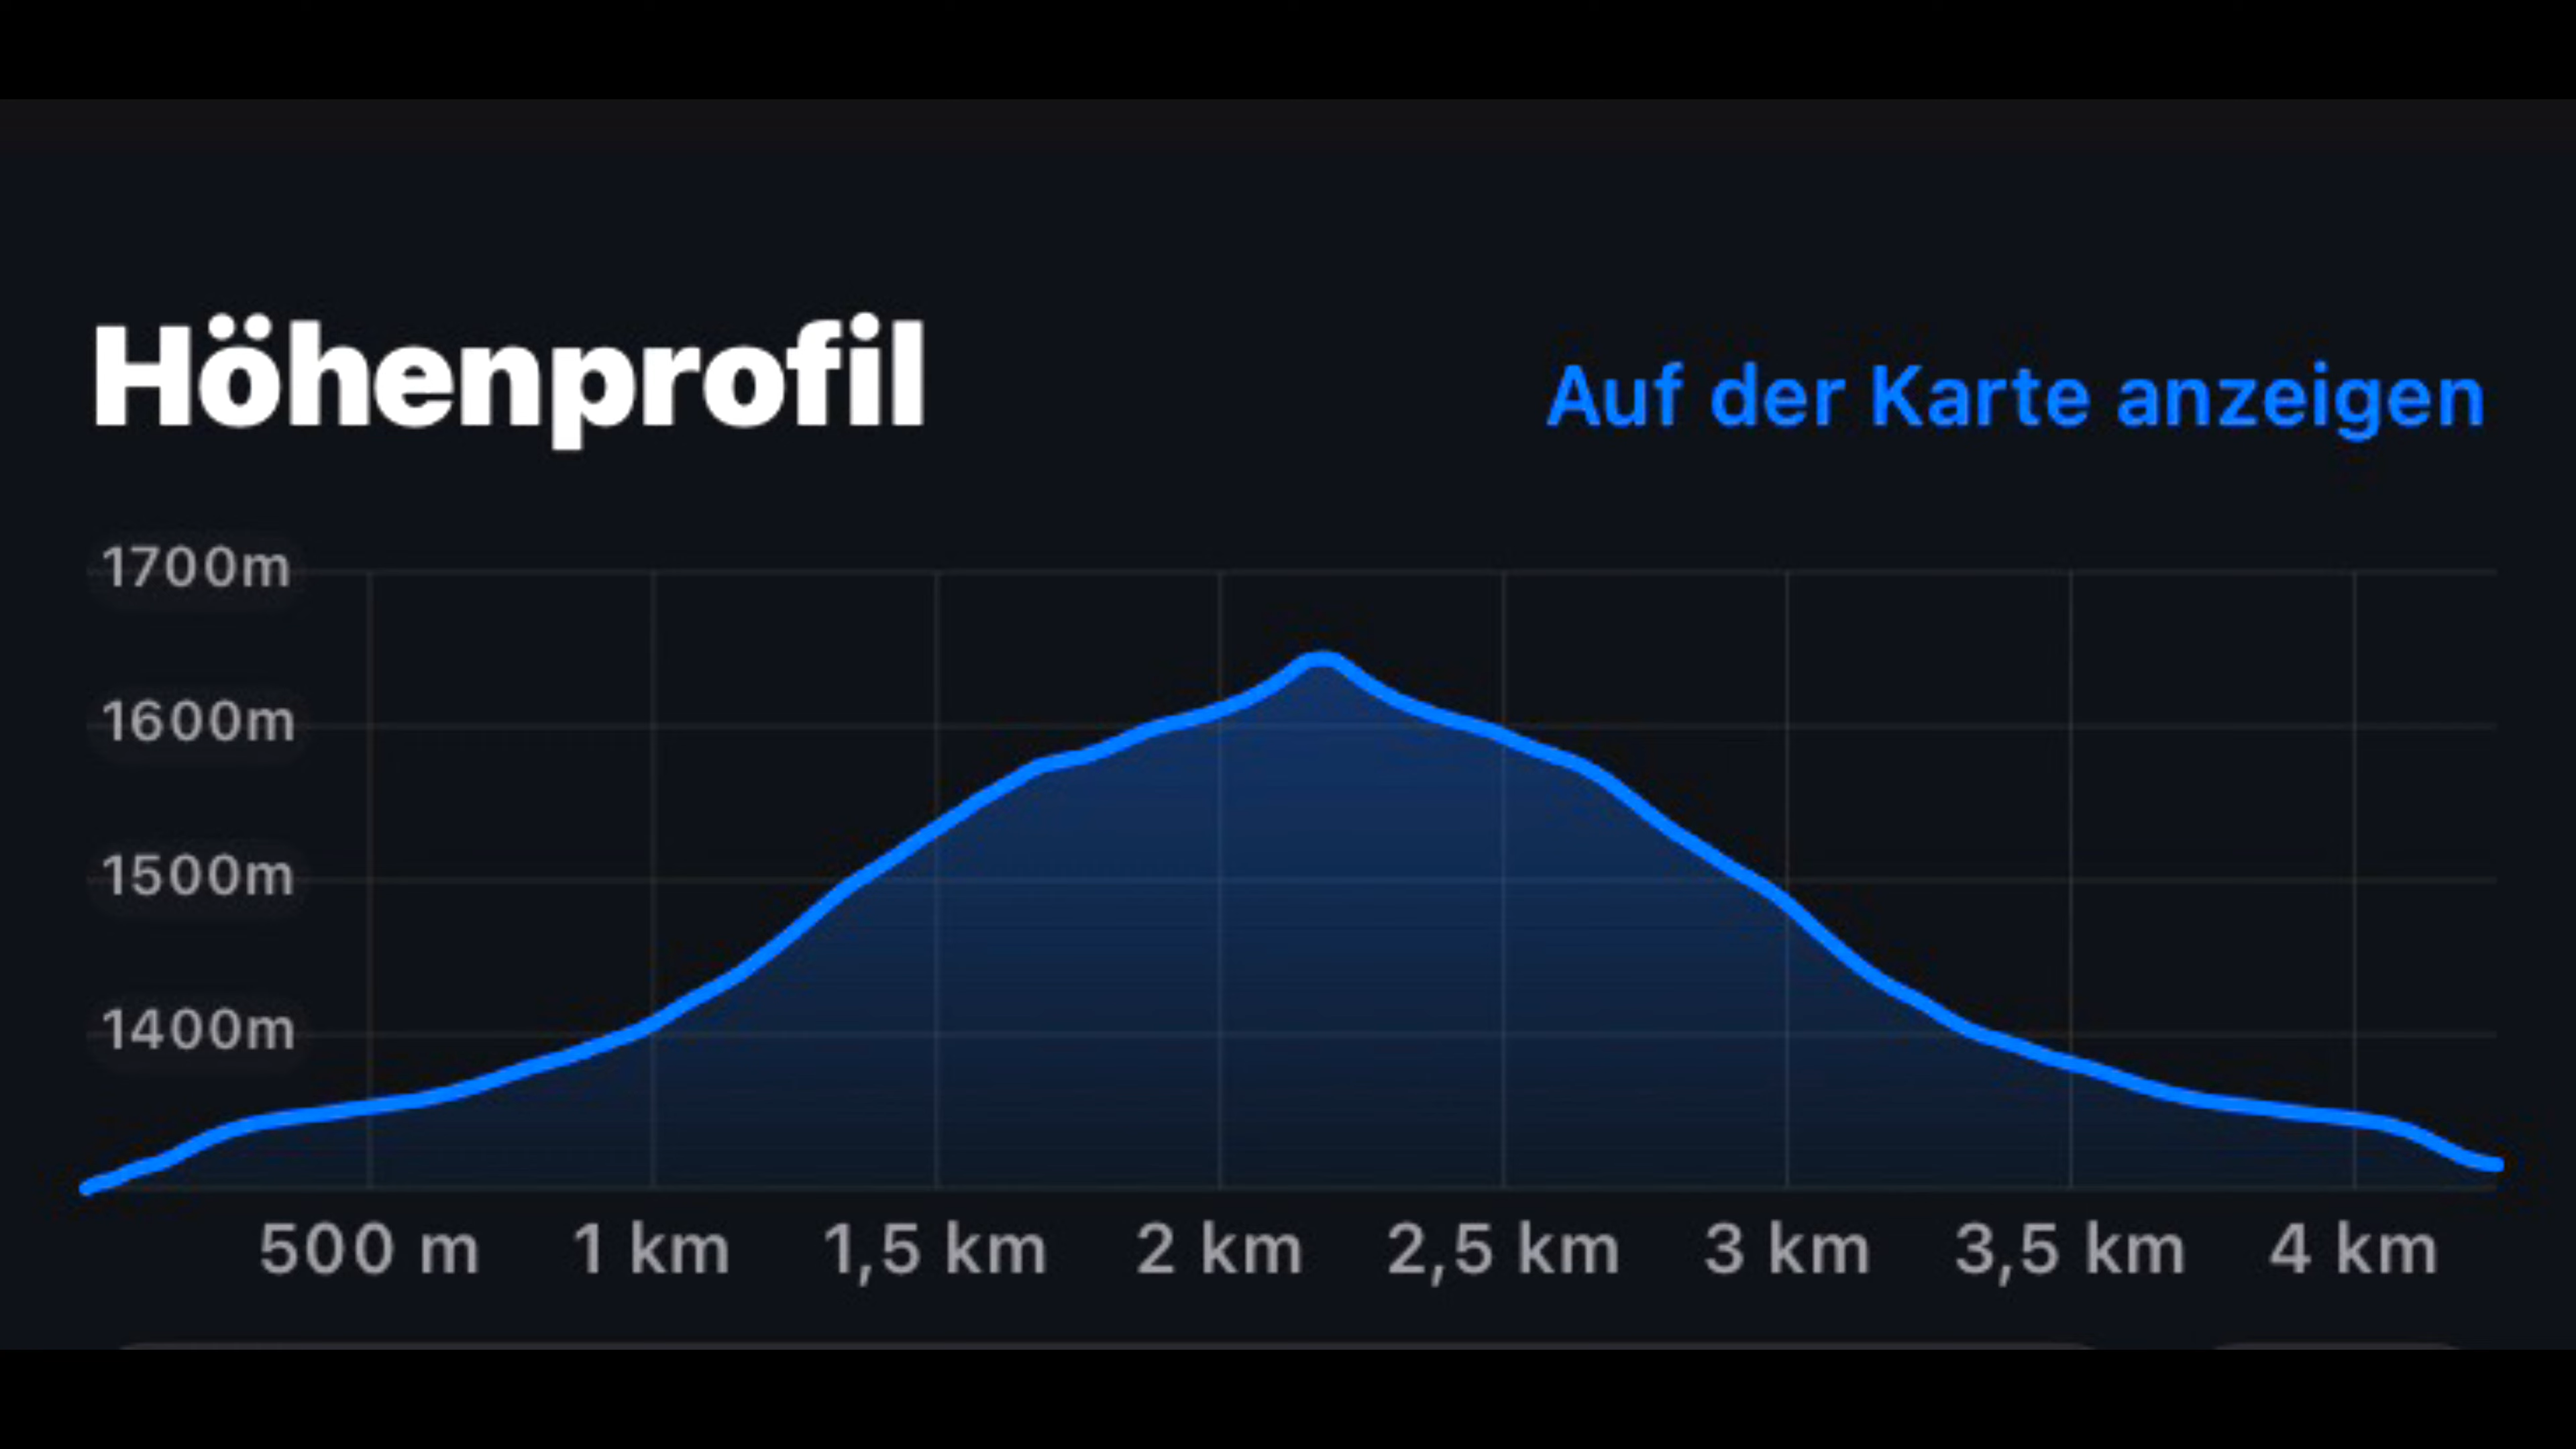 Höhenprofil
Auf der Karte anzeigen
1700m
1600m
1500m
1400m
500 m 1 km 1,5 km 2 km 2,5 km 3 km 3,5 km 4 km